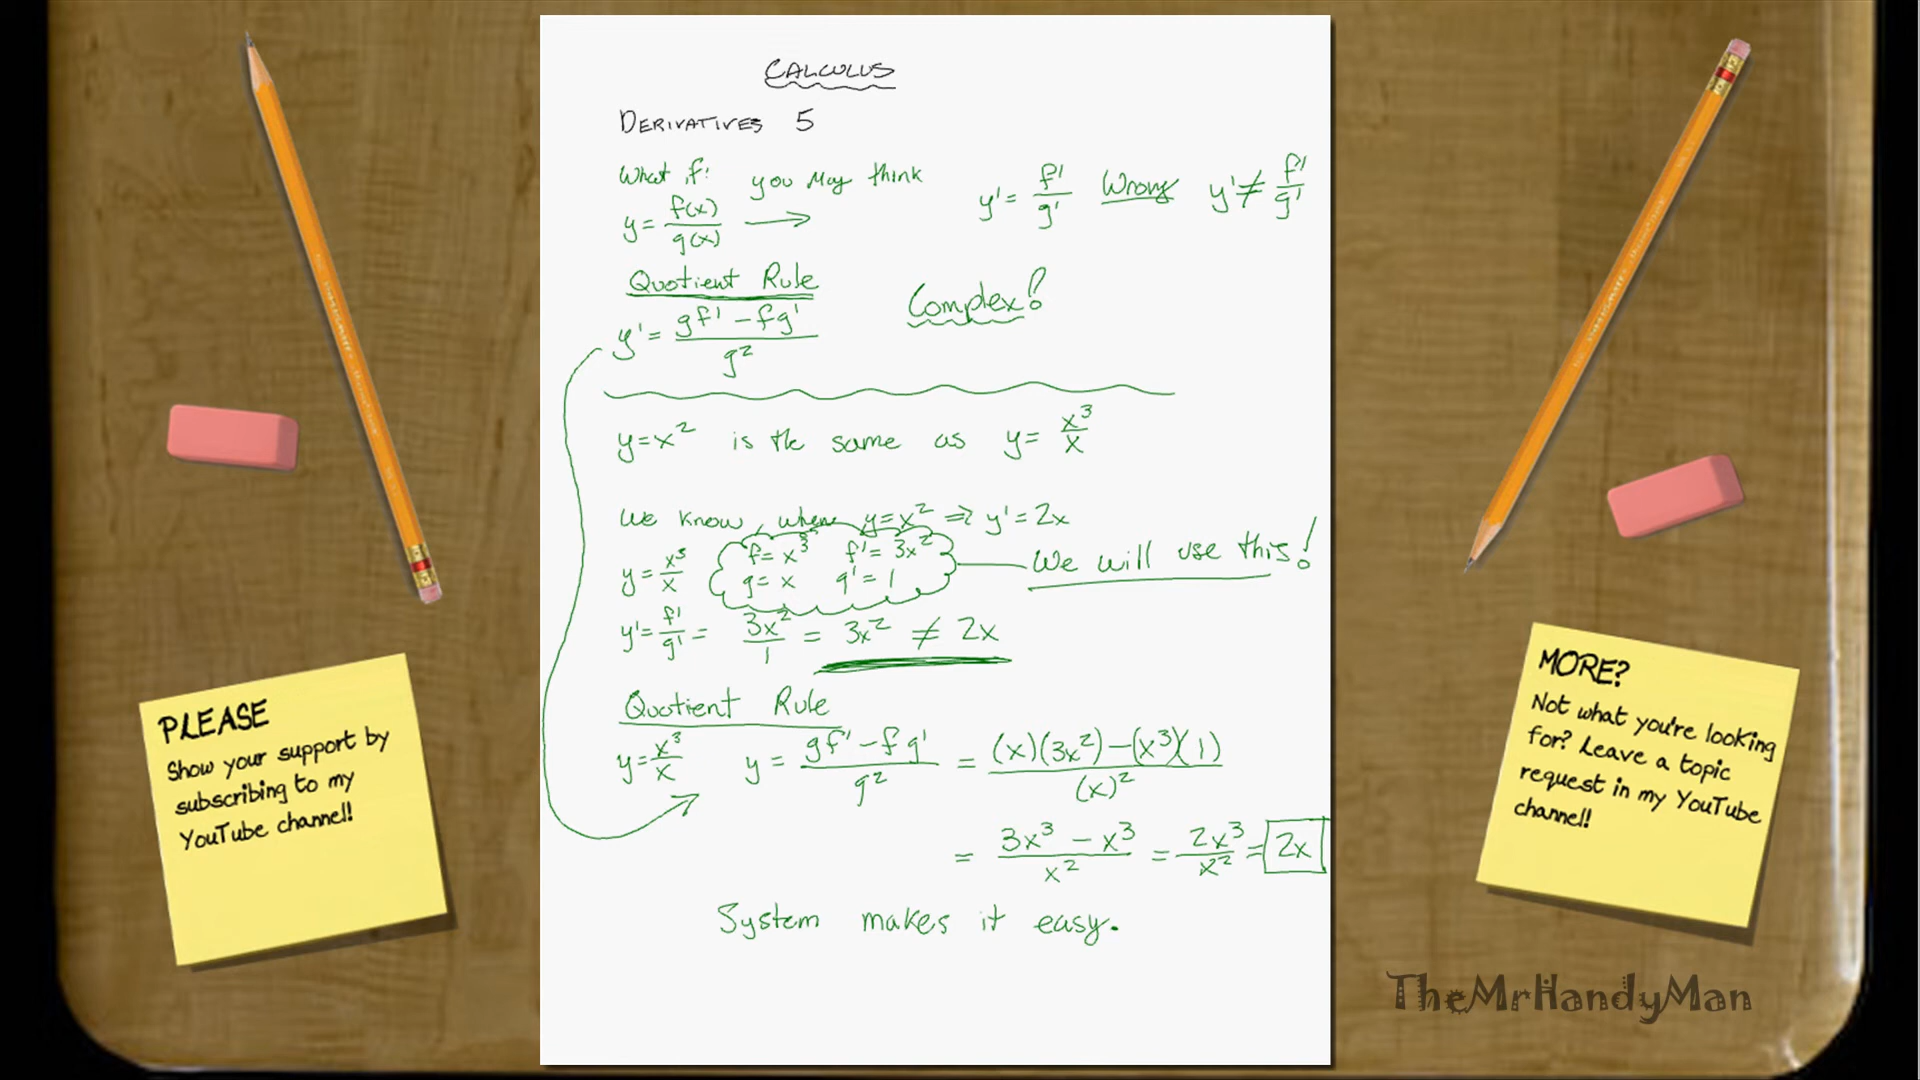 CALCULUS
DERIVATIVES 5
What if: you may think y' = f'/g' Wrong y' ≠ f'/g'
y = f(x)/g(x) →
Quotient Rule
Complex!
y' = (gf' - fg')/g²
y = x² is the same as y = x³/x
We know, where y = x² ⇒ y' = 2x
y = x³/x f = x³ f' = 3x²
g = x g' = 1
We will use this!
y' = f'/g' = 3x²/1 = 3x² ≠ 2x
Quotient Rule
y = x³/x y = (gf' - fg')/g² = ((x)(3x²) - (x³)(1))/(x)²
= (3x³ - x³)/x² = 2x³/x² = 2x
System makes it easy.
PLEASE
Show your support by
subscribing to my
YouTube channel!
MORE?
Not what you're looking
for? Leave a topic
request in my YouTube
channel!
TheMrHandyMan